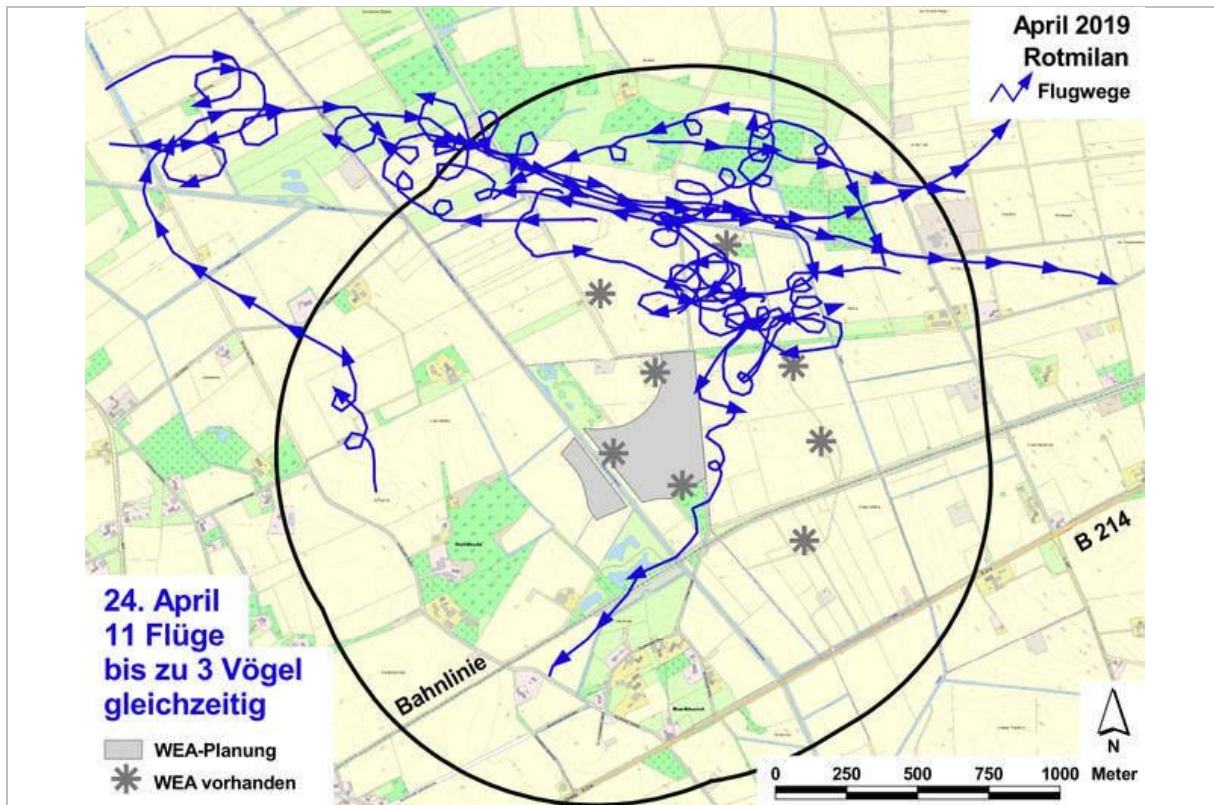 April 2019
Rotmilan
Flugwege
B 214
Bahnlinie
24. April
11 Flüge
bis zu 3 Vögel
gleichzeitig
WEA-Planung
WEA vorhanden
N
0 250 500 750 1000 Meter